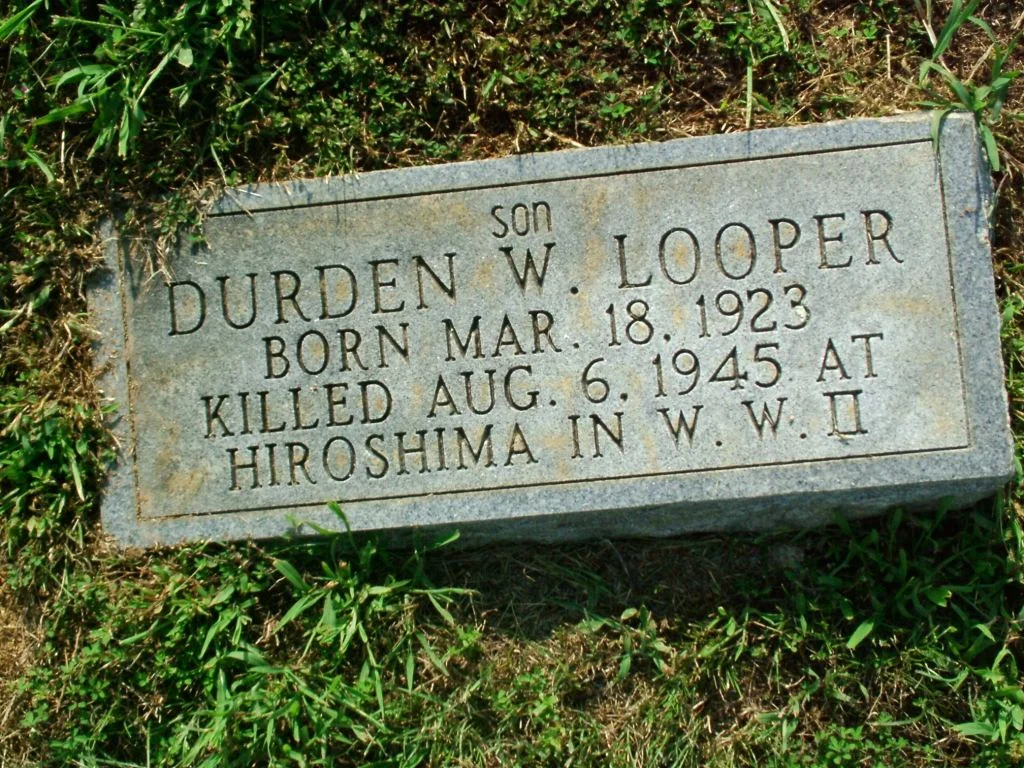 son
DURDEN W. LOOPER
BORN MAR. 18, 1923
KILLED AUG. 6, 1945 AT
HIROSHIMA IN W. W. II